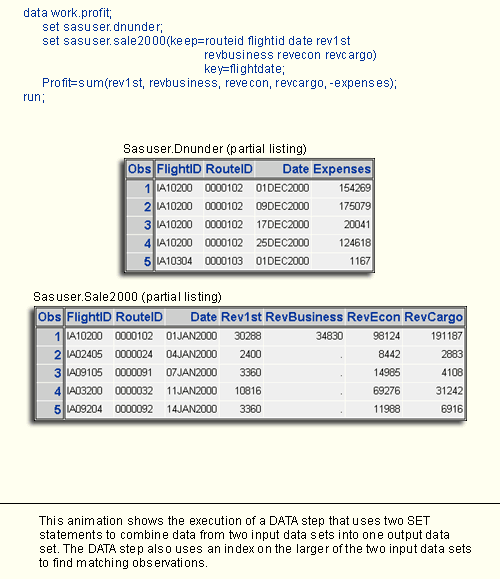 data work.profit;
set sasuser.dnunder;
set sasuser.sale2000(keep=routeid flightid date rev1st
revbusiness revecon revcargo)
key=flightdate;
Profit=sum(rev1st, revbusiness, revecon, revcargo, -expenses);
run;
Sasuser.Dnunder (partial listing)
Obs FlightID RouteID Date Expenses
1 IA10200 0000102 01DEC2000 154269
2 IA10200 0000102 09DEC2000 175079
3 IA10200 0000102 17DEC2000 20041
4 IA10200 0000102 25DEC2000 124618
5 IA10304 0000103 01DEC2000 1167
Sasuser.Sale2000 (partial listing)
Obs FlightID RouteID Date Rev1st RevBusiness RevEcon RevCargo
1 IA10200 0000102 01JAN2000 30288 34830 98124 191187
2 IA02405 0000024 04JAN2000 2400 . 8442 2883
3 IA09105 0000091 07JAN2000 3360 . 14985 4108
4 IA03200 0000032 11JAN2000 10816 . 69276 31242
5 IA09204 0000092 14JAN2000 3360 . 11988 6916
This animation shows the execution of a DATA step that uses two SET
statements to combine data from two input data sets into one output data
set. The DATA step also uses an index on the larger of the two input data sets
to find matching observations.